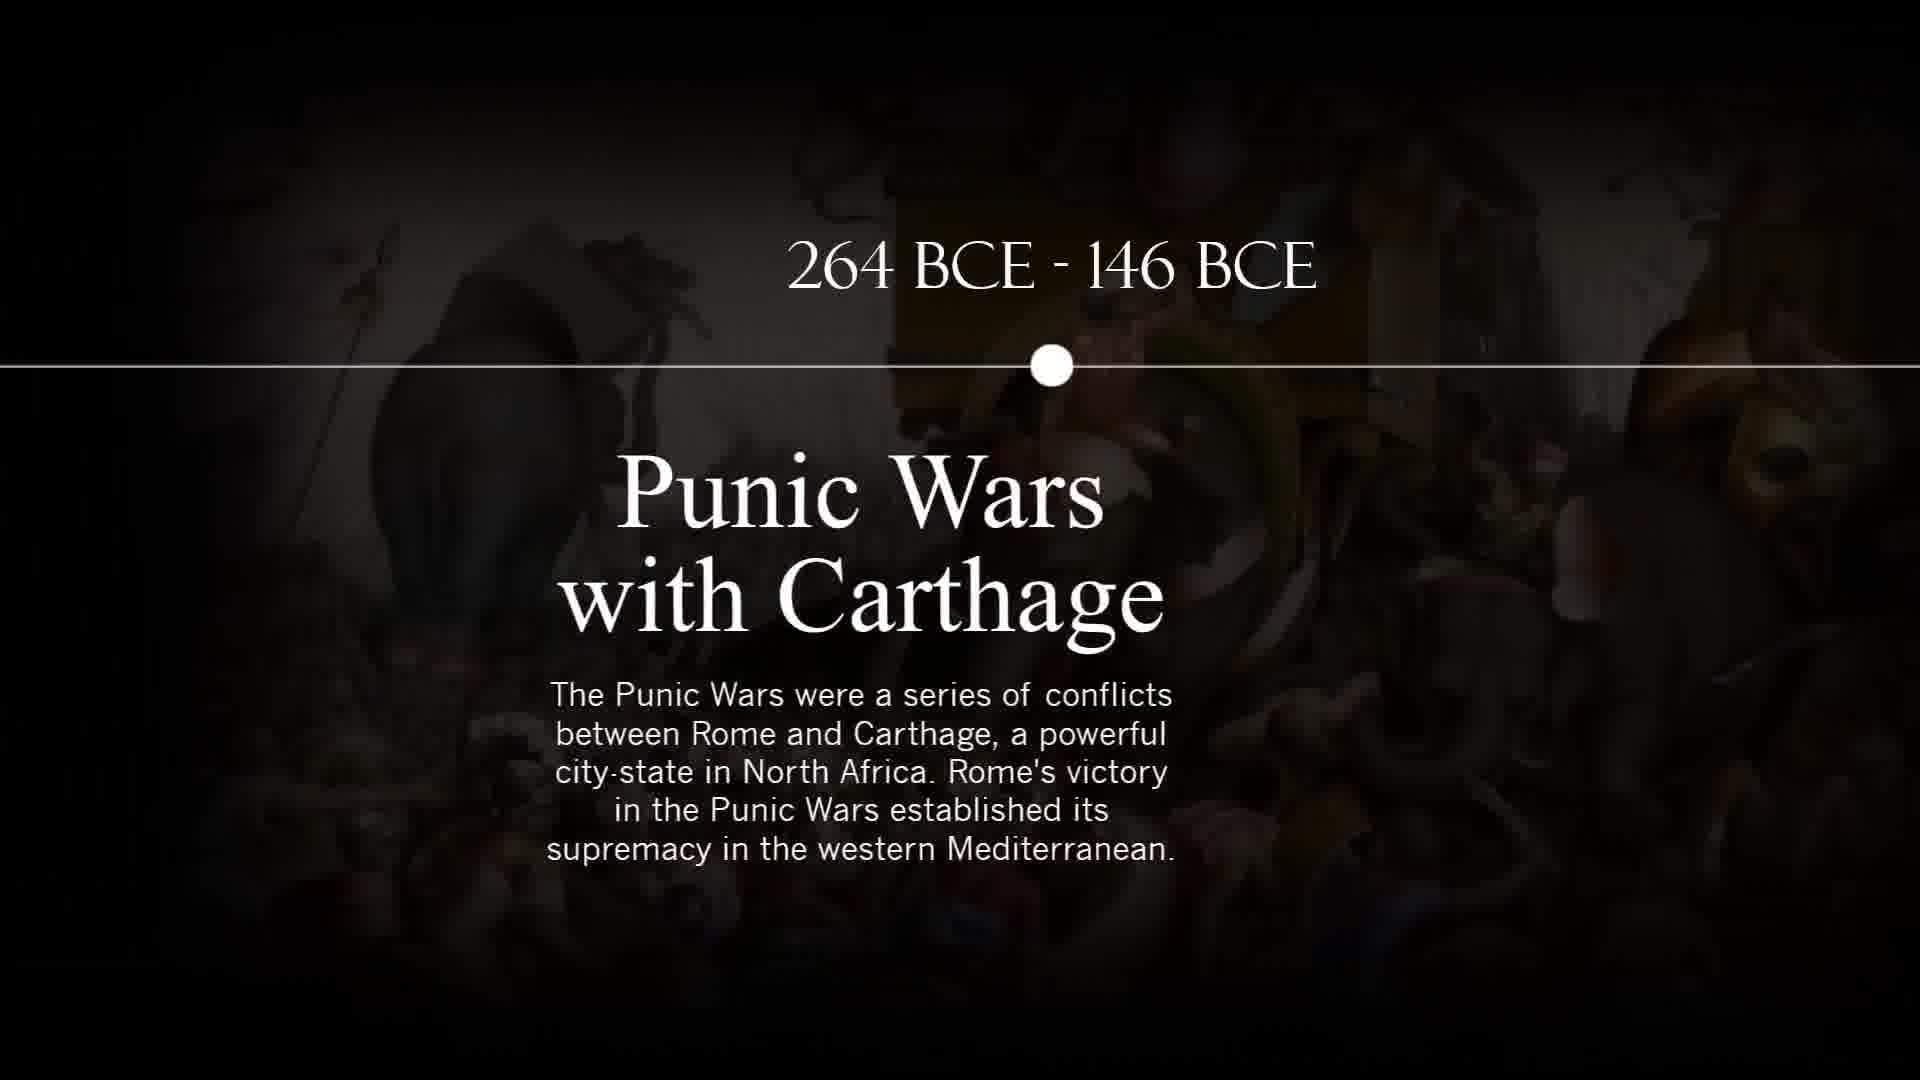 264 BCE - 146 BCE
Punic Wars
with Carthage
The Punic Wars were a series of conflicts
between Rome and Carthage, a powerful
city-state in North Africa. Rome's victory
in the Punic Wars established its
supremacy in the western Mediterranean.